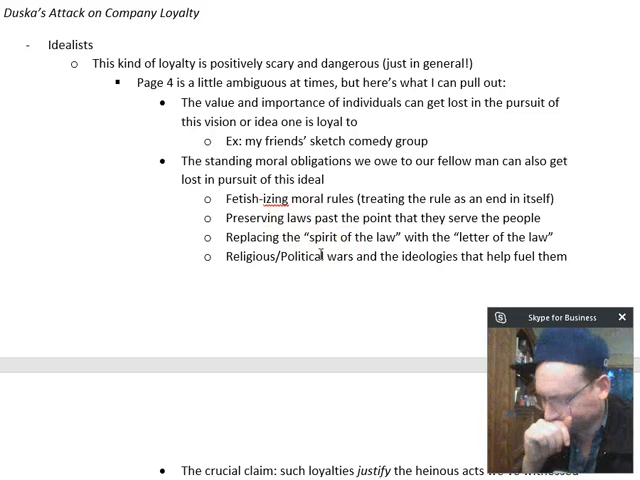 Duska's Attack on Company Loyalty
- Idealists
o This kind of loyalty is positively scary and dangerous (just in general!)
▪ Page 4 is a little ambiguous at times, but here's what I can pull out:
• The value and importance of individuals can get lost in the pursuit of
this vision or idea one is loyal to
o Ex: my friends' sketch comedy group
• The standing moral obligations we owe to our fellow man can also get
lost in pursuit of this ideal
o Fetish-izing moral rules (treating the rule as an end in itself)
o Preserving laws past the point that they serve the people
o Replacing the “spirit of the law” with the “letter of the law”
o Religious/Political wars and the ideologies that help fuel them
Skype for Business
• The crucial claim: such loyalties justify the heinous acts